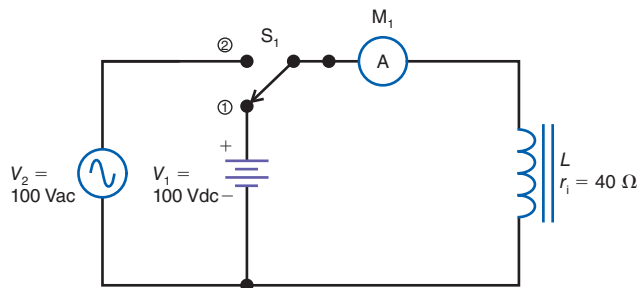 M₁
② S₁
A
①
+
V₂ =
100 Vac
V₁ =
100 Vdc −
L
rᵢ = 40 Ω